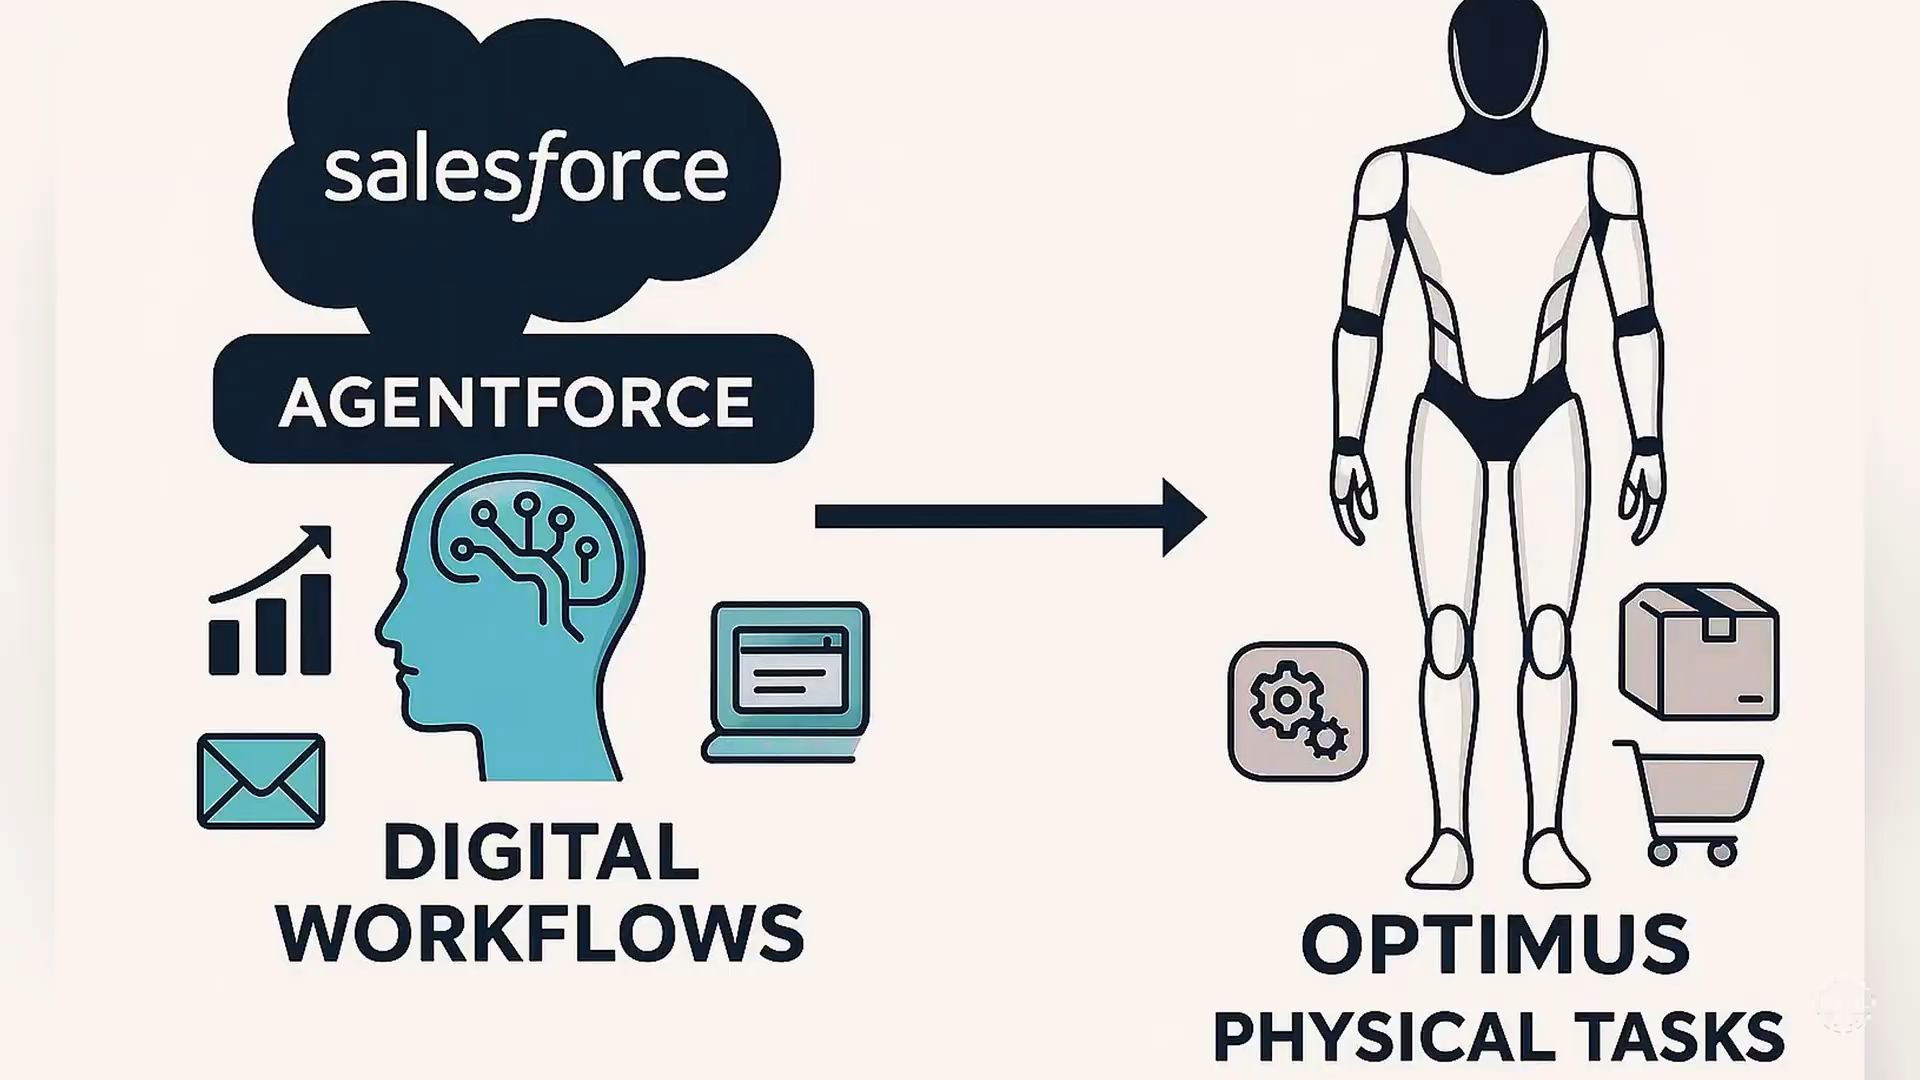 salesforce
AGENTFORCE
DIGITAL
WORKFLOWS
OPTIMUS
PHYSICAL TASKS